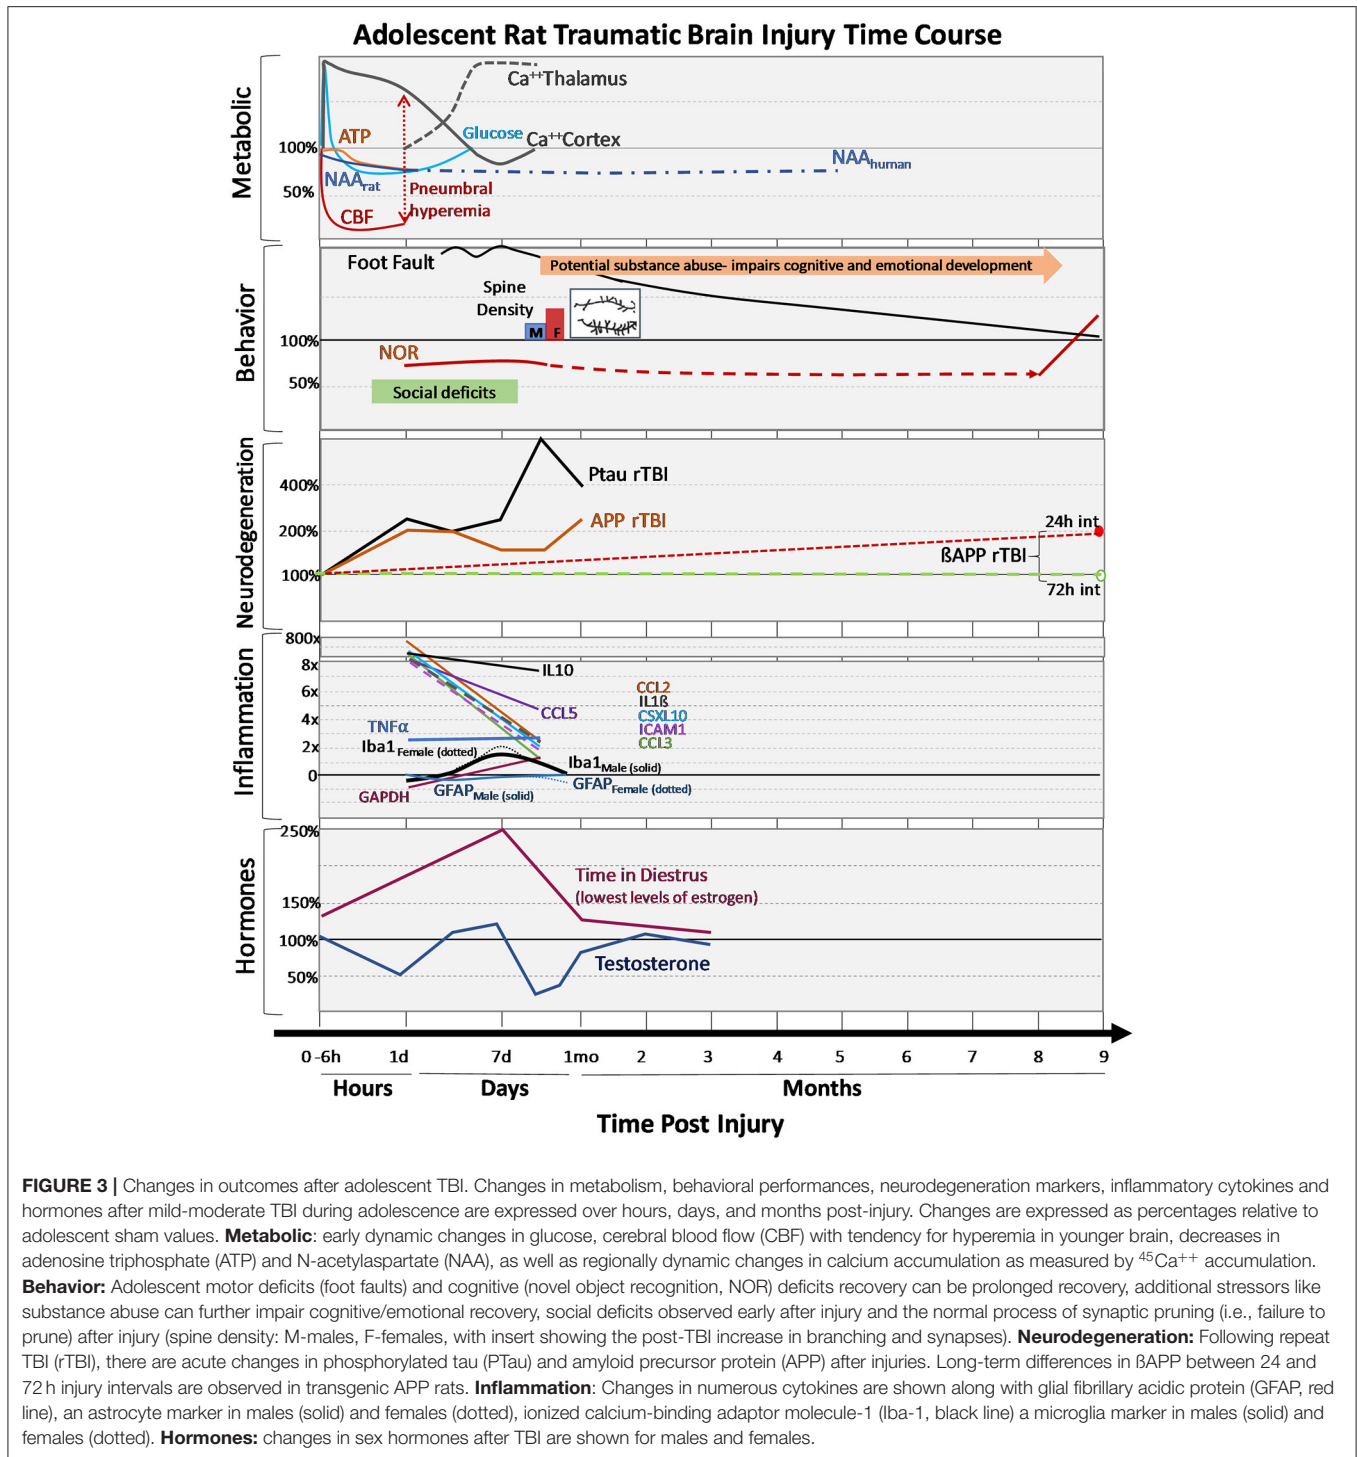 Adolescent Rat Traumatic Brain Injury Time Course
Metabolic
100%
50%
ATP
NAArat
CBF
Glucose
Ca++Thalamus
Ca++Cortex
Pneumbral
hyperemia
NAAhuman
Behavior
100%
50%
Foot Fault
Potential substance abuse- impairs cognitive and emotional development
Spine
Density
M
F
NOR
Social deficits
Neurodegeneration
400%
200%
100%
Ptau rTBI
APP rTBI
24h int
ßAPP rTBI
72h int
Inflammation
800x
8x
6x
4x
2x
0
IL10
CCL5
TNFα
Iba1Female (dotted)
Iba1Male (solid)
GAPDH
GFAPMale (solid)
GFAPFemale (dotted)
CCL2
IL1ß
CSXL10
ICAM1
CCL3
Hormones
250%
150%
100%
50%
Time in Diestrus
(lowest levels of estrogen)
Testosterone
0 -6h 1d 7d 1mo 2 3 4 5 6 7 8 9
Hours Days Months
Time Post Injury
FIGURE 3 | Changes in outcomes after adolescent TBI. Changes in metabolism, behavioral performances, neurodegeneration markers, inflammatory cytokines and
hormones after mild-moderate TBI during adolescence are expressed over hours, days, and months post-injury. Changes are expressed as percentages relative to
adolescent sham values. Metabolic: early dynamic changes in glucose, cerebral blood flow (CBF) with tendency for hyperemia in younger brain, decreases in
adenosine triphosphate (ATP) and N-acetylaspartate (NAA), as well as regionally dynamic changes in calcium accumulation as measured by 45Ca++ accumulation.
Behavior: Adolescent motor deficits (foot faults) and cognitive (novel object recognition, NOR) deficits recovery can be prolonged recovery, additional stressors like
substance abuse can further impair cognitive/emotional recovery, social deficits observed early after injury and the normal process of synaptic pruning (i.e., failure to
prune) after injury (spine density: M-males, F-females, with insert showing the post-TBI increase in branching and synapses). Neurodegeneration: Following repeat
TBI (rTBI), there are acute changes in phosphorylated tau (PTau) and amyloid precursor protein (APP) after injuries. Long-term differences in ßAPP between 24 and
72 h injury intervals are observed in transgenic APP rats. Inflammation: Changes in numerous cytokines are shown along with glial fibrillary acidic protein (GFAP, red
line), an astrocyte marker in males (solid) and females (dotted), ionized calcium-binding adaptor molecule-1 (Iba-1, black line) a microglia marker in males (solid) and
females (dotted). Hormones: changes in sex hormones after TBI are shown for males and females.